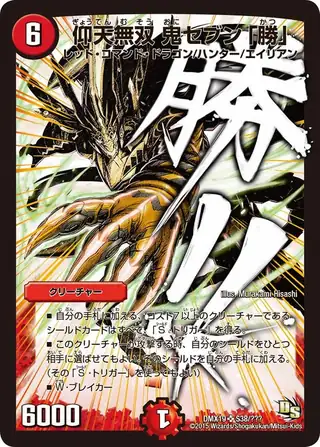 6
ぎょうてん む そう おに かつ
仰天無双 鬼セブン「勝」
レッド・コマンド・ドラゴン/ハンター/エイリアン
勝利
illus. Murakami Hisashi
クリーチャー
■自分の手札に加える、コスト7以上のクリーチャーである
シールドカードはすべて、「S・トリガー」を得る。
■このクリーチャーが攻撃する時、自分のシールドをひとつ
相手に選ばせてもよい。そのシールドを自分の手札に加える。
(その「S・トリガー」を使ってもよい)
■W・ブレイカー
6000
1
DMX19 S38/???
©2015 Wizards/Shogakukan/Mitsui-Kids